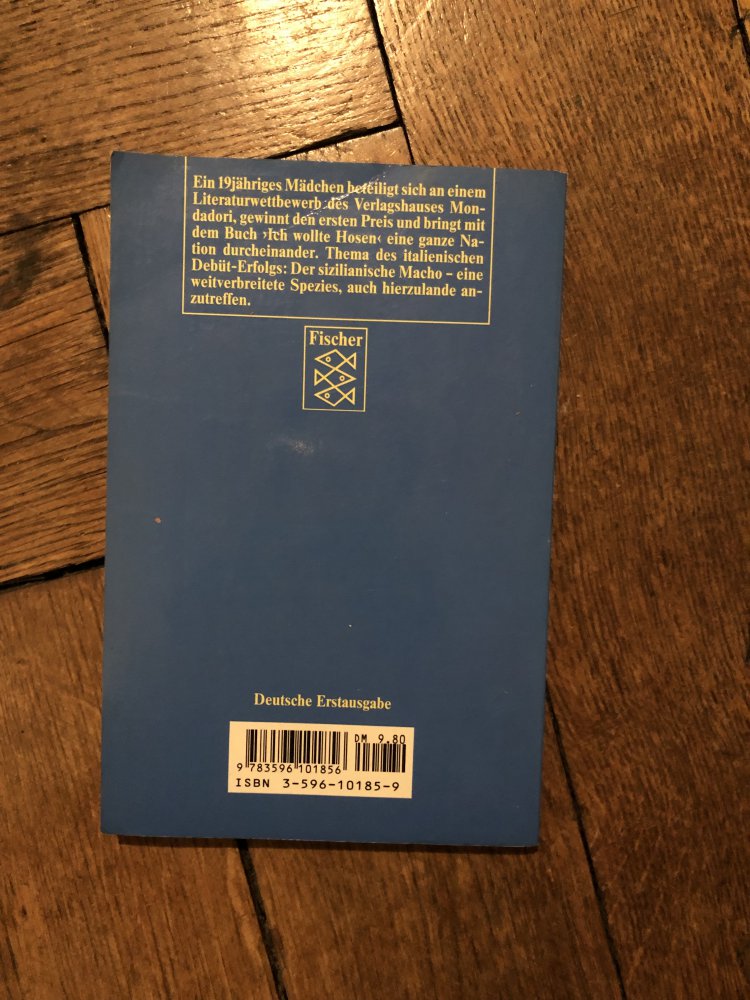 Ein 19jähriges Mädchen beteiligt sich an einem
Literaturwettbewerb des Verlagshauses Mon-
dadori, gewinnt den ersten Preis und bringt mit
dem Buch ›Ich wollte Hosen‹ eine ganze Na-
tion durcheinander. Thema des italienischen
Debüt-Erfolgs: Der sizilianische Macho – eine
weitverbreitete Spezies, auch hierzulande an-
zutreffen.
Fischer
Deutsche Erstausgabe
DM 9.80
9 783596 101856
ISBN 3-596-10185-9